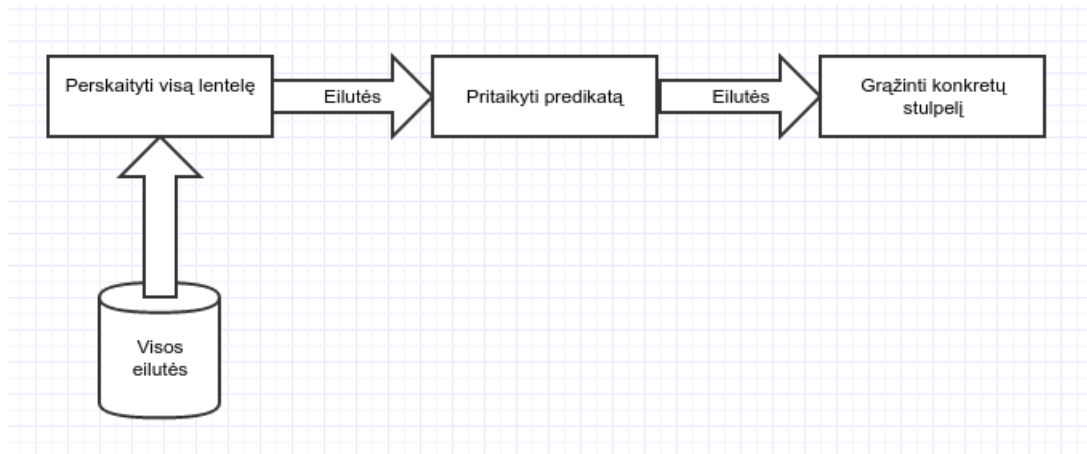 Perskaityti visą lentelę
Eilutės
Pritaikyti predikatą
Eilutės
Grąžinti konkretų
stulpelį
Visos
eilutės